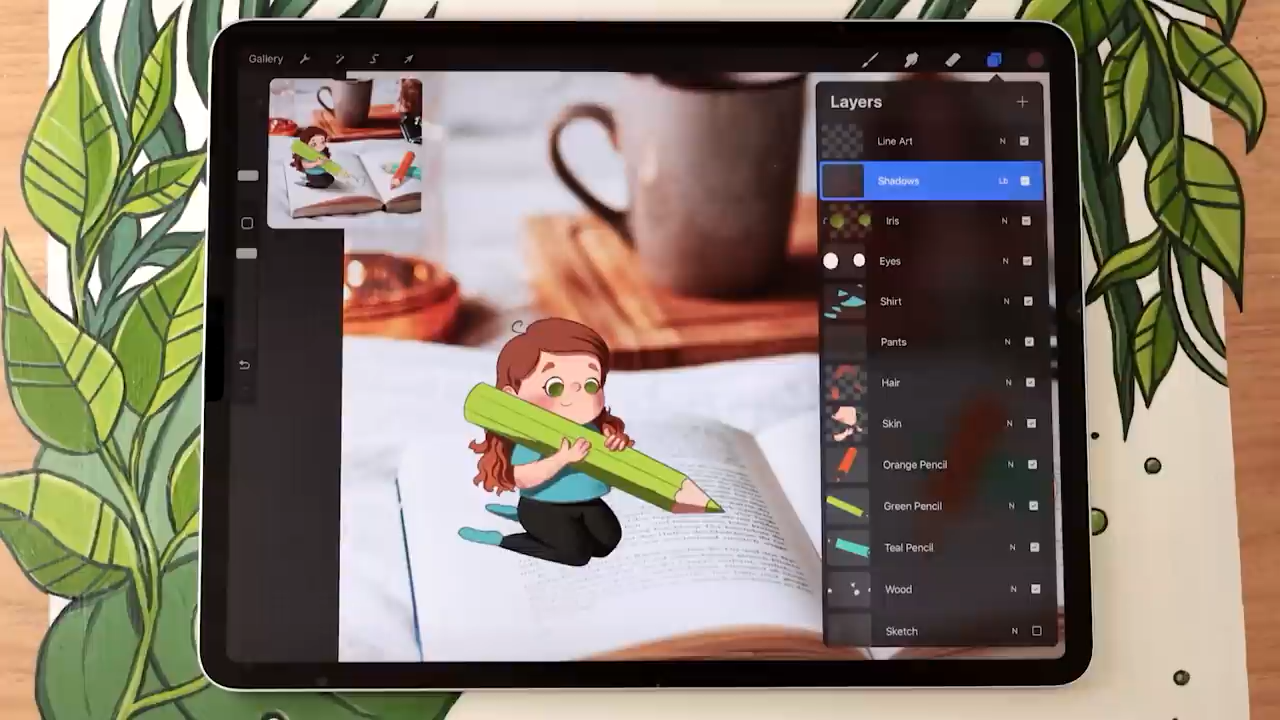 Gallery
Layers
Line Art N
Shadows Lb
Iris N
Eyes N
Shirt N
Pants N
Hair N
Skin N
Orange Pencil N
Green Pencil N
Teal Pencil N
Wood N
Sketch N